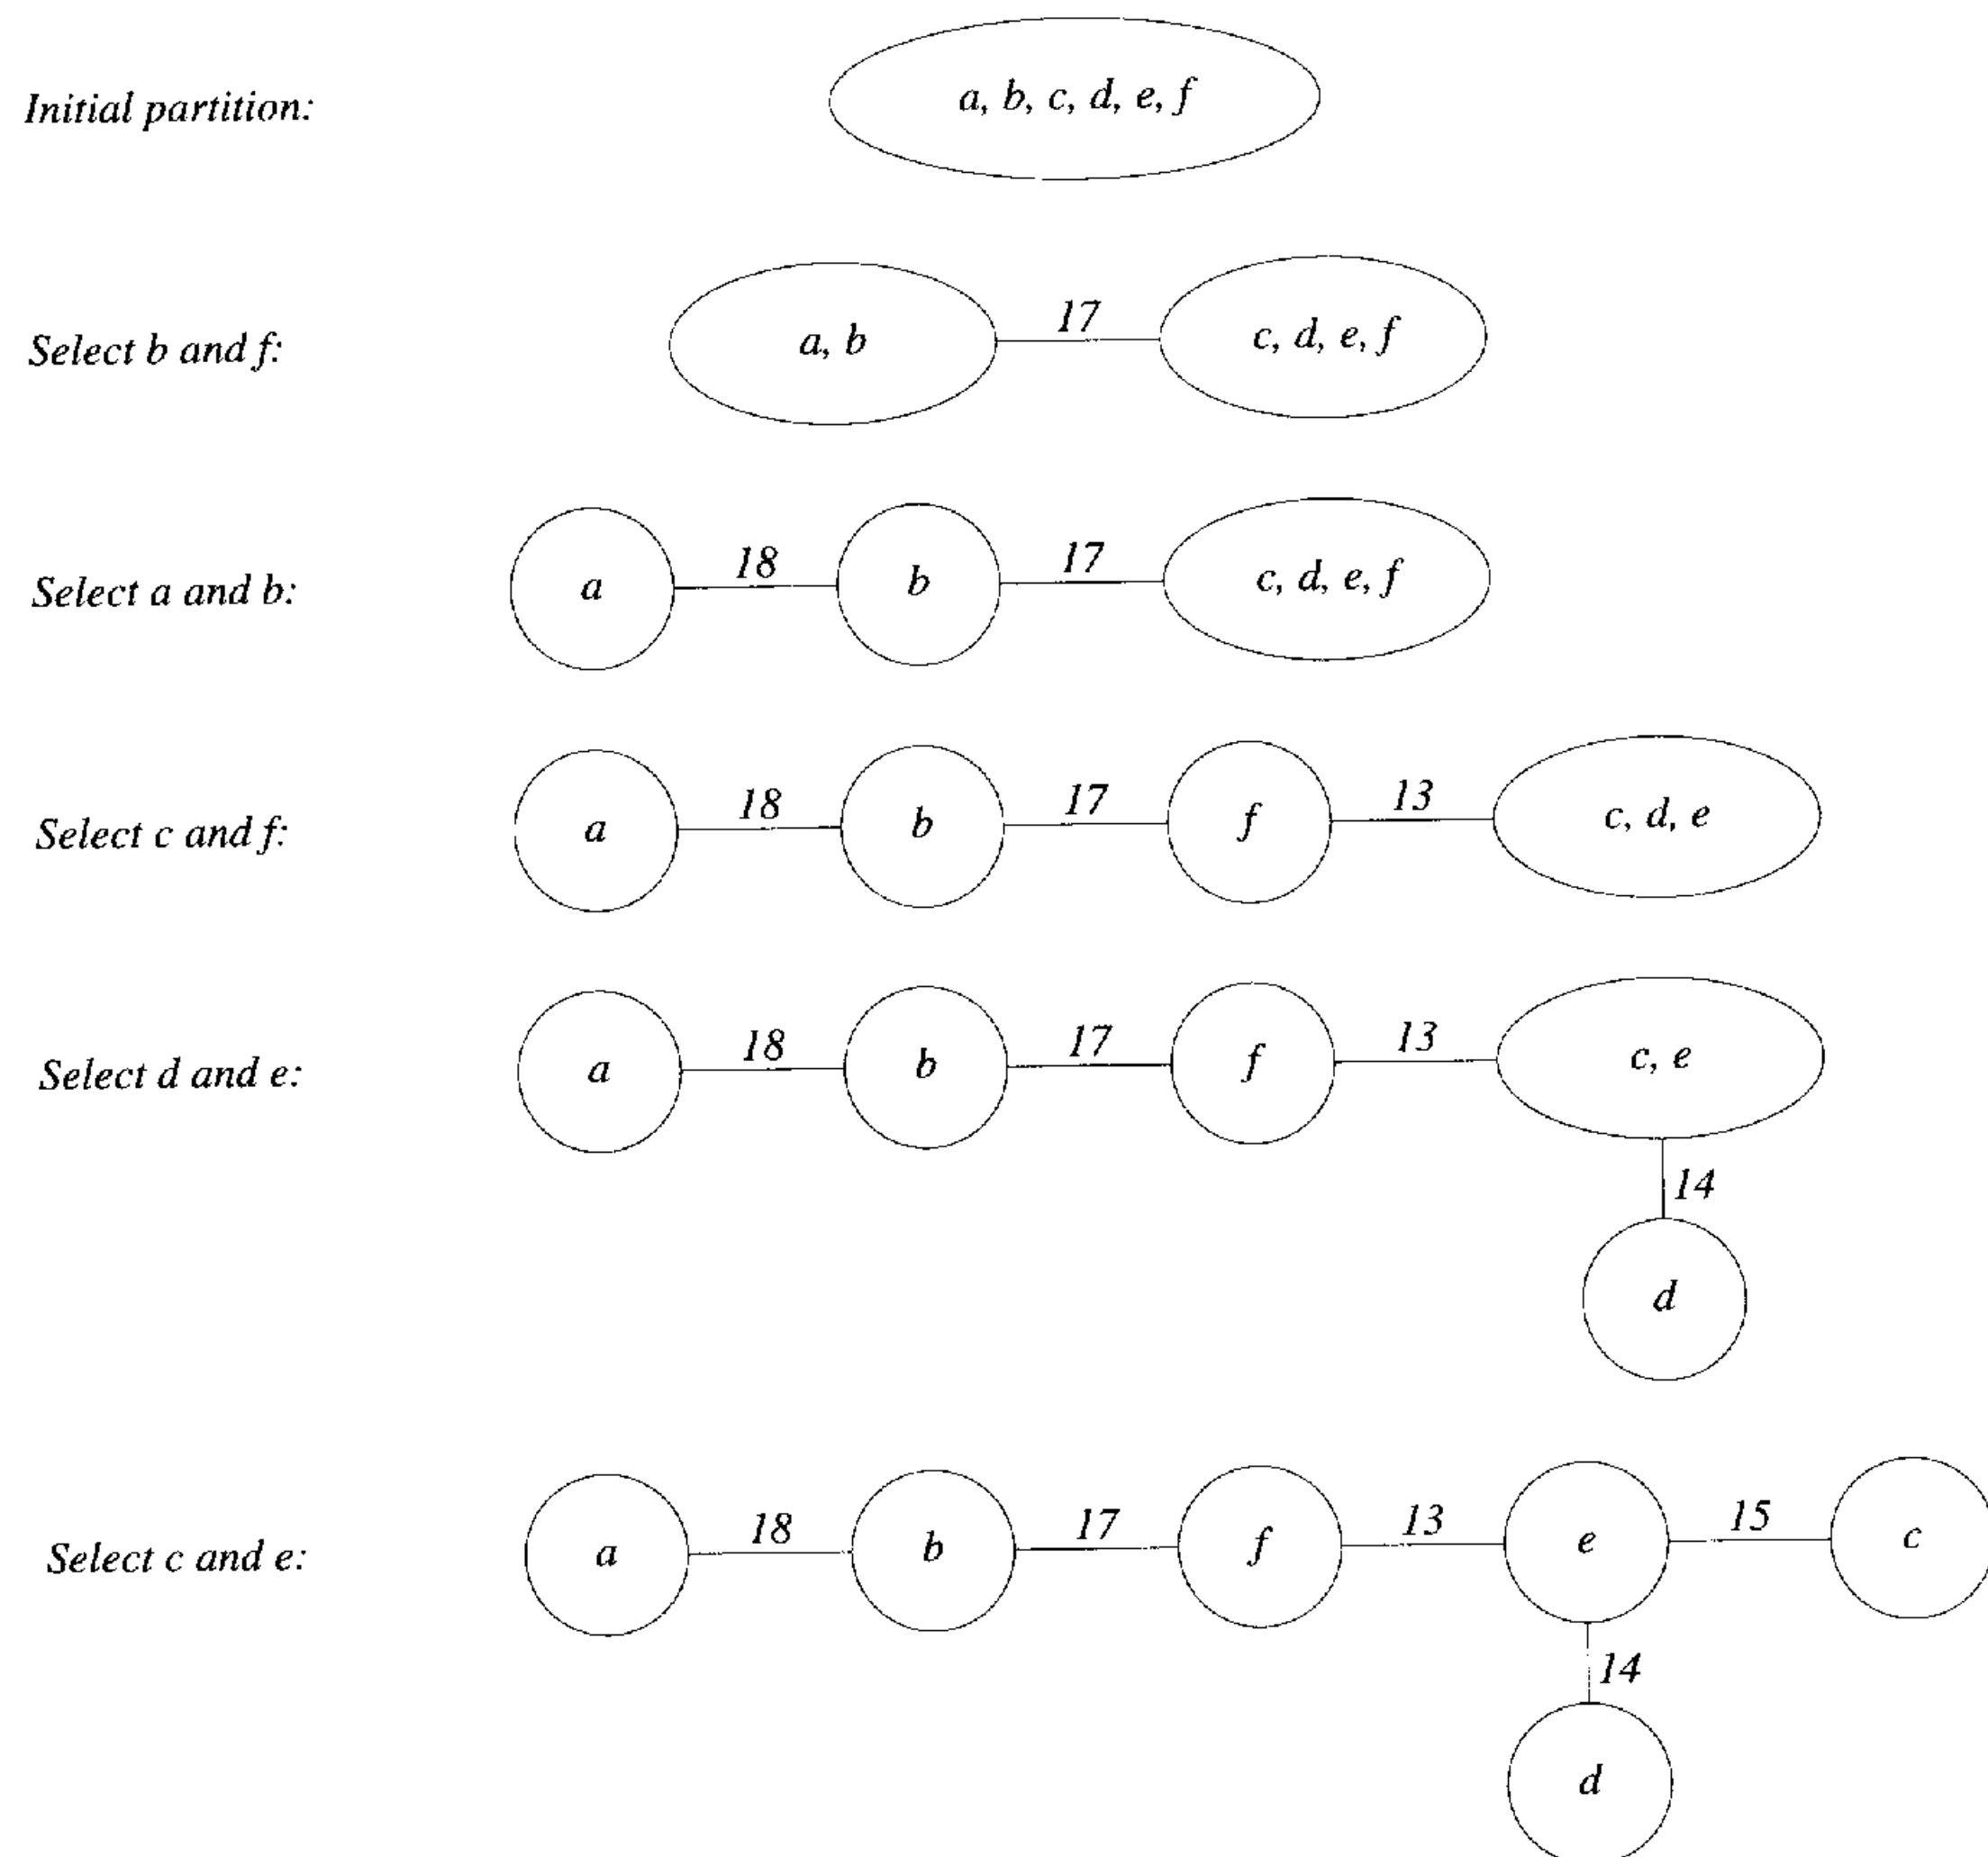 Initial partition:
a, b, c, d, e, f
Select b and f:
a, b
17
c, d, e, f
Select a and b:
a
18
b
17
c, d, e, f
Select c and f:
a
18
b
17
f
13
c, d, e
Select d and e:
a
18
b
17
f
13
c, e
14
d
Select c and e:
a
18
b
17
f
13
e
15
c
14
d